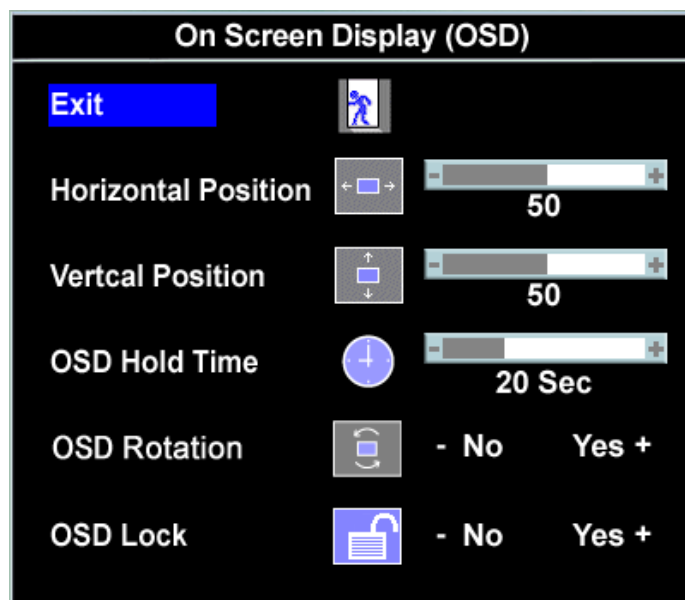 On Screen Display (OSD)
Exit
Horizontal Position - +
50
Vertcal Position - +
50
OSD Hold Time - +
20 Sec
OSD Rotation - No Yes +
OSD Lock - No Yes +